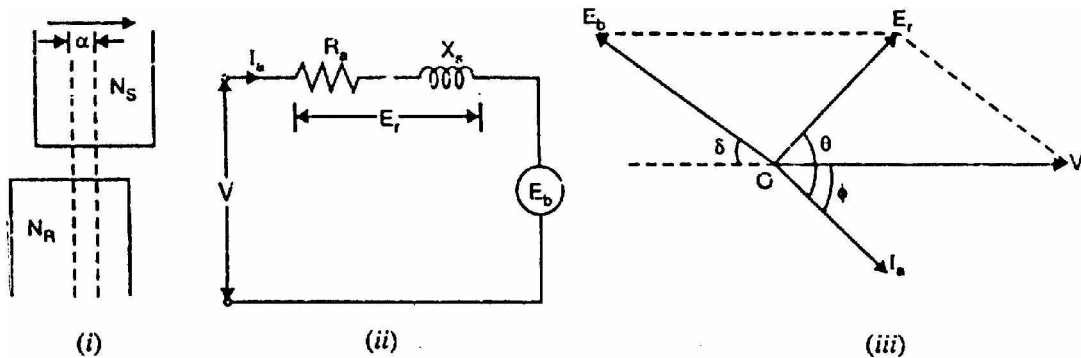 α
N_S
N_R
(i)
I_a
R_a
X_s
E_r
V
E_b
(ii)
E_b
E_r
δ
θ
O
ϕ
V
I_a
(iii)